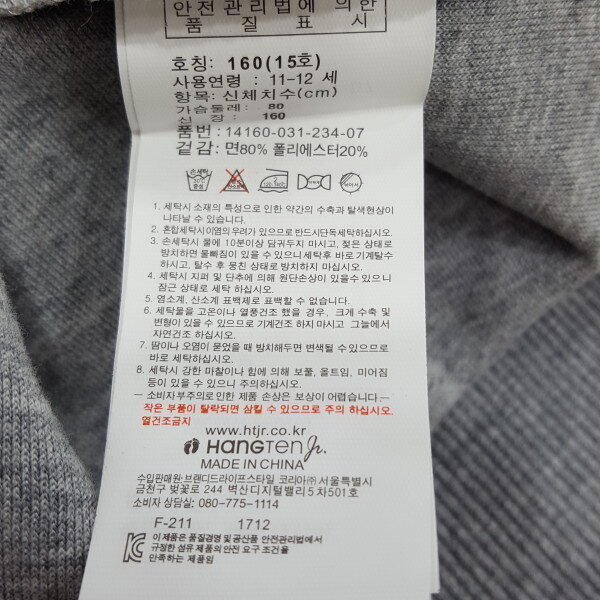 안전관리법에 의한
품 질 표 시
호칭: 160(15호)
사용연령: 11-12 세
항목: 신체치수(cm)
가슴둘레: 80
신 장: 160
품번: 14160-031-234-07
겉감: 면80% 폴리에스터20%
손세탁
중성
드라이
1. 세탁시 소재의 특성으로 인한 약간의 수축과 탈색현상이
나타날 수 있습니다.
2. 혼합세탁시이염의우려가 있으므로 반드시단독세탁하십시오.
3. 손세탁시 물에 10분이상 담궈두지 마시고, 젖은 상태로
방치하면 물빠짐이 있을 수 있으니세탁후 바로기계탈수
하시고, 탈수 후 뭉친 상태로 방치하지 마십시오.
4. 세탁시 지퍼 및 단추에 의해 원단손상이 있을수있으니
잠근 상태로 세탁 하십시오.
5. 염소계, 산소계 표백제로 표백할 수 없습니다.
6. 세탁물을 고온이나 열풍건조 했을 경우, 크게 수축 및
변형이 있을 수 있으므로 기계건조 하지 마시고 그늘에서
자연건조 하십시오.
7. 땀이나 오염이 묻었을 때 방치해두면 변색될 수 있으므로
바로 세탁하십시오.
8. 세탁시 강한 마찰이나 힘에 의해 보풀, 올트임, 미어짐
등이 있을 수 있으니 주의하십시오.
- 소비자 부주의로 인한 제품 손상은 보상이 어렵습니다.-
작은 부품이 탈락되면 삼킬 수 있으므로 주의 하십시오.
열건조금지
www.htjr.co.kr
HANGTEN Jr.
MADE IN CHINA
수입판매원:브랜디드라이프스타일 코리아㈜ 서울특별시
금천구 벚꽃로 244 벽산디지털밸리 5차501호
소비자 상담실: 080-775-1114
F-211 1712
이 제품은 품질경영 및 공산품 안전관리법에서
규정한 섬유 제품의 안전 요구 조건을
만족하는 제품임